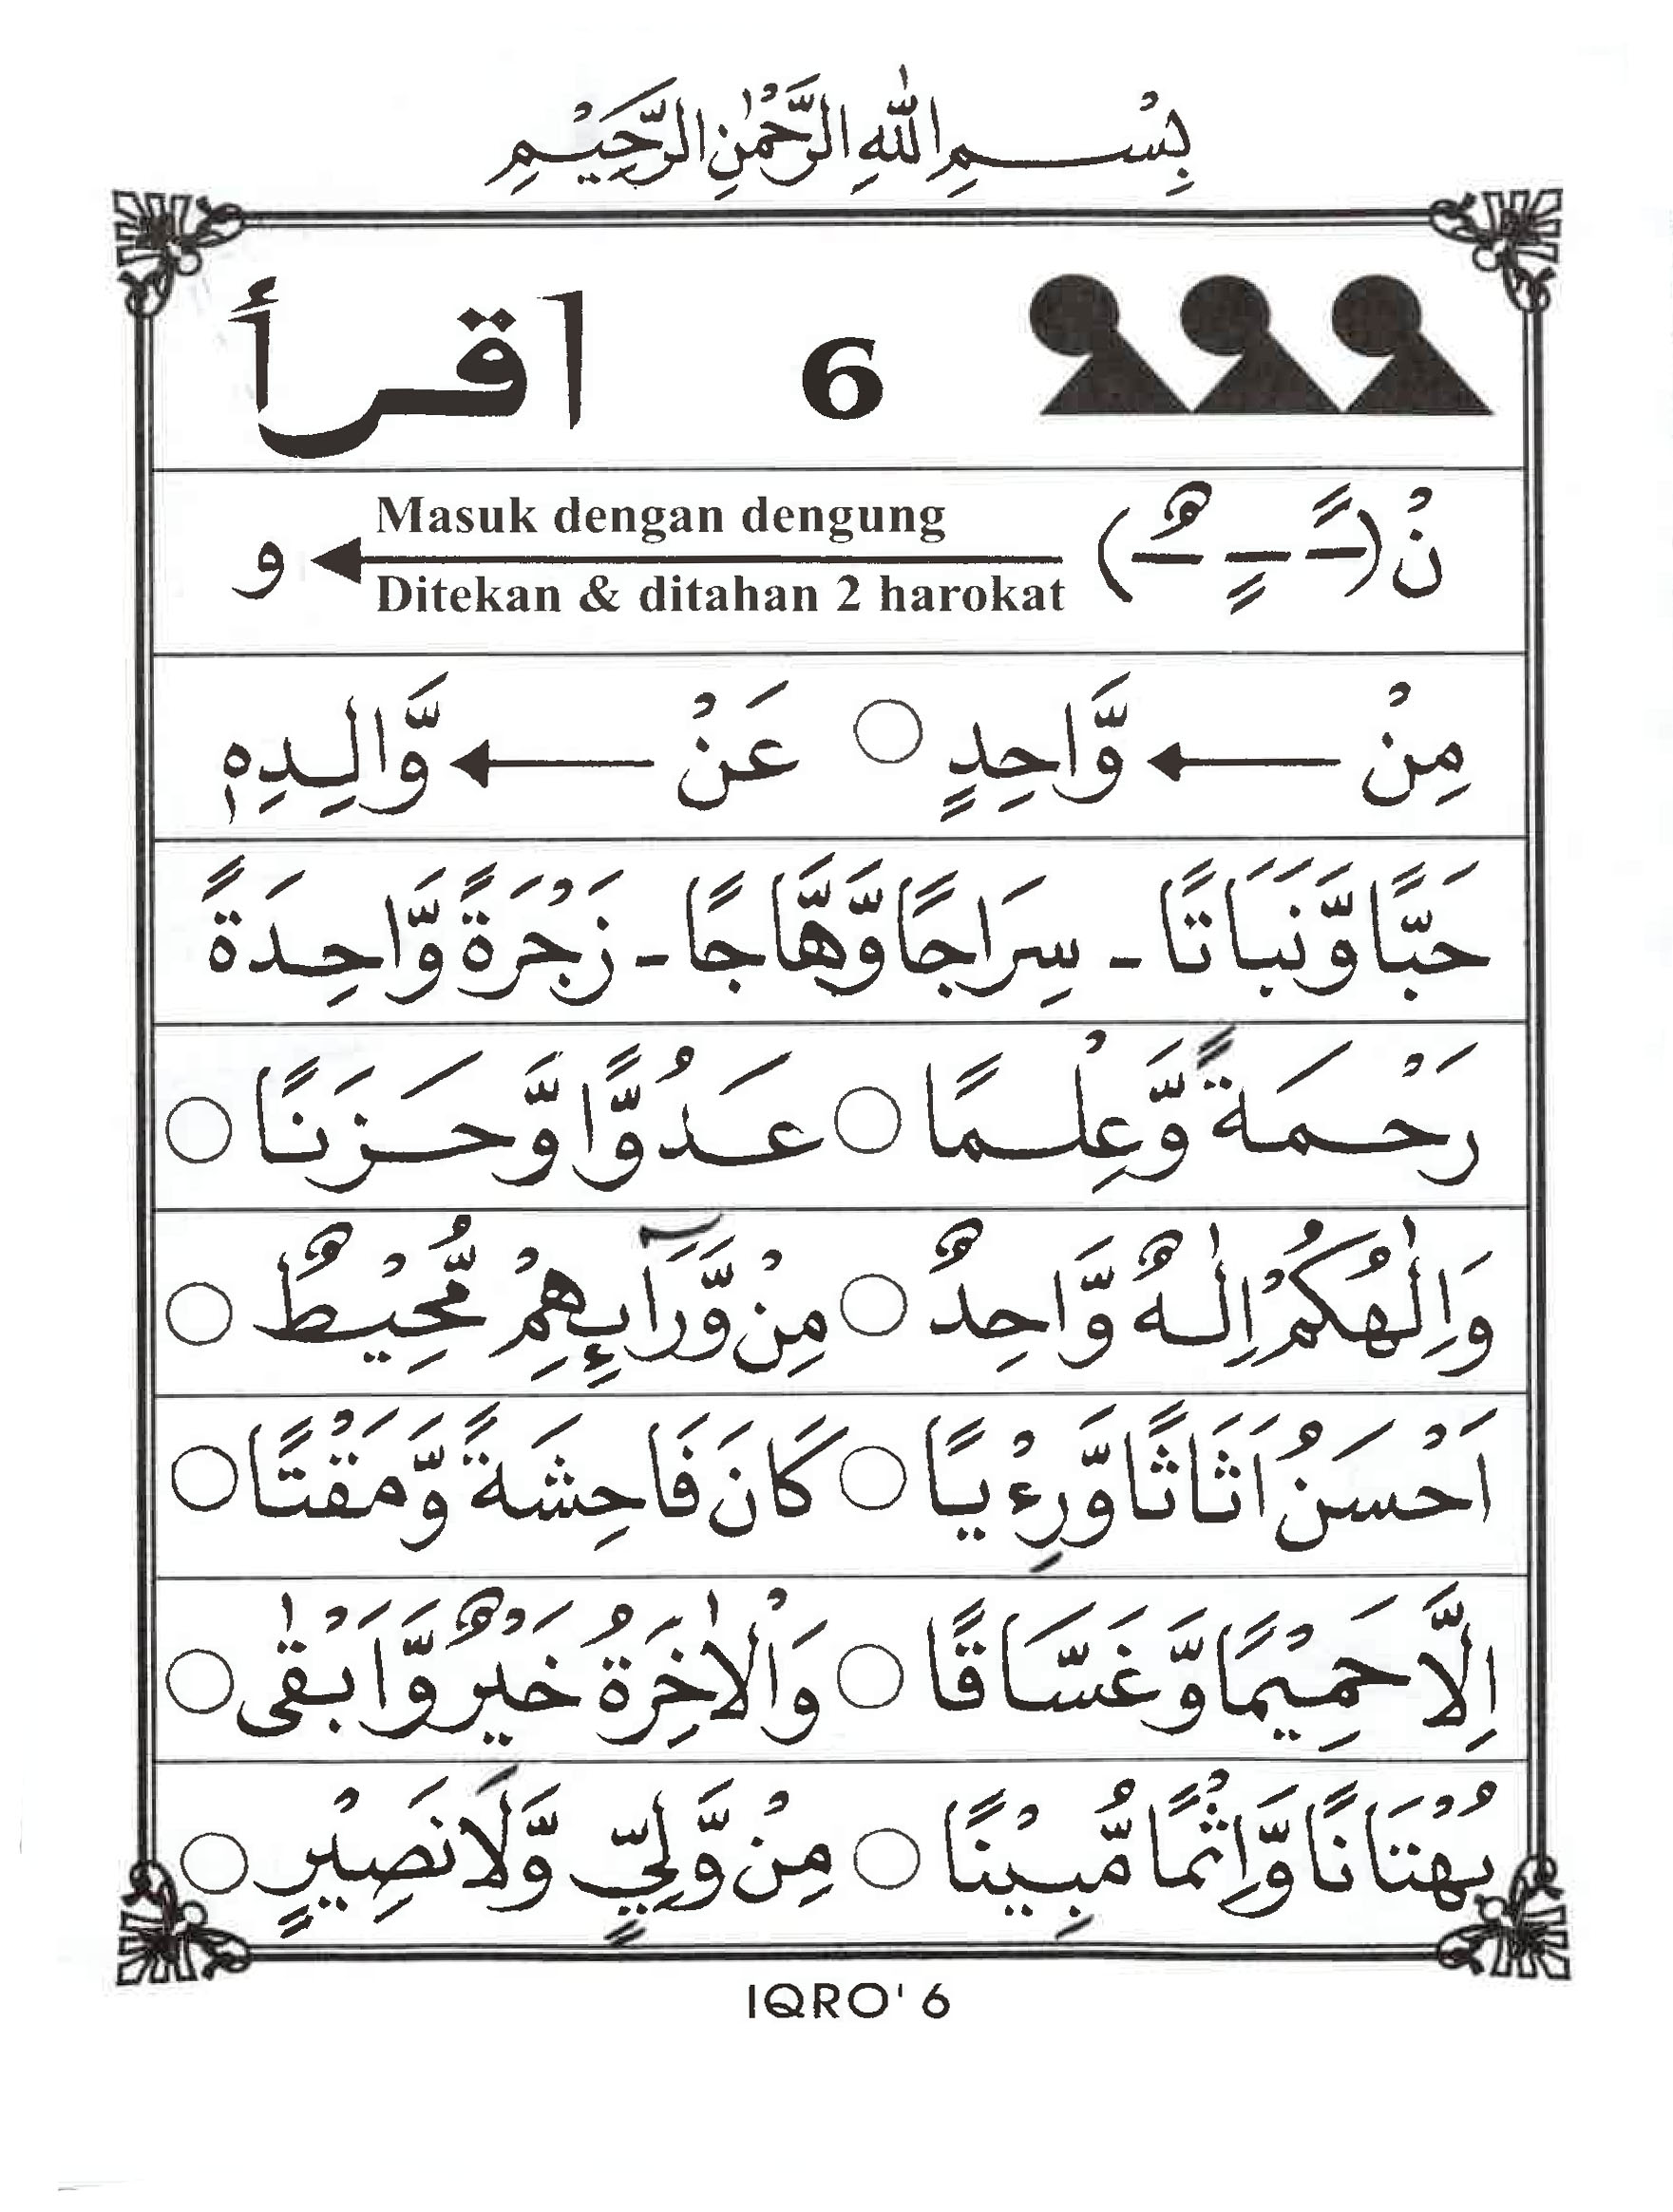 بِسْمِ اللّٰهِ الرَّحْمٰنِ الرَّحِيْمِ
اقرأ 6
نْ (ـًـ ـٍـ ـٌـ) Masuk dengan dengung و
Ditekan & ditahan 2 harokat
مِنْ وَّاحِدٍ ○ عَنْ وَّالِدِهٖ
حَبًّا وَّنَبَاتًا - سِرَاجًا وَّهَّاجًا - زَجْرَةً وَّاحِدَةً
رَحْمَةً وَّعِلْمًا ○ عَدُوًّا وَّحَزَنًا ○
وَاِلٰهُكُمْ اِلٰهٌ وَّاحِدٌ ○ مِنْ وَّرَآىِٕهِمْ مُّحِيْطٌ ○
اَحْسَنُ اَثَاثًا وَّرِءْيًا ○ كَانَ فَاحِشَةً وَّمَقْتًا ○
اِلَّا حَمِيْمًا وَّغَسَّاقًا ○ وَالْاٰخِرَةُ خَيْرٌ وَّاَبْقٰى ○
بُهْتَانًا وَّاِثْمًا مُّبِيْنًا ○ مِنْ وَّلِيٍّ وَّلَا نَصِيْرٍ ○
IQRO' 6